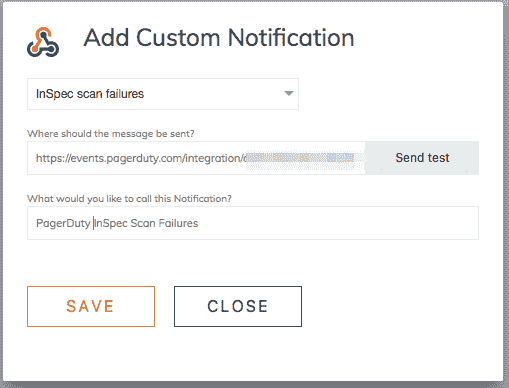 Add Custom Notification
InSpec scan failures
Where should the message be sent?
https://events.pagerduty.com/integration/
Send test
What would you like to call this Notification?
PagerDuty InSpec Scan Failures
SAVE
CLOSE